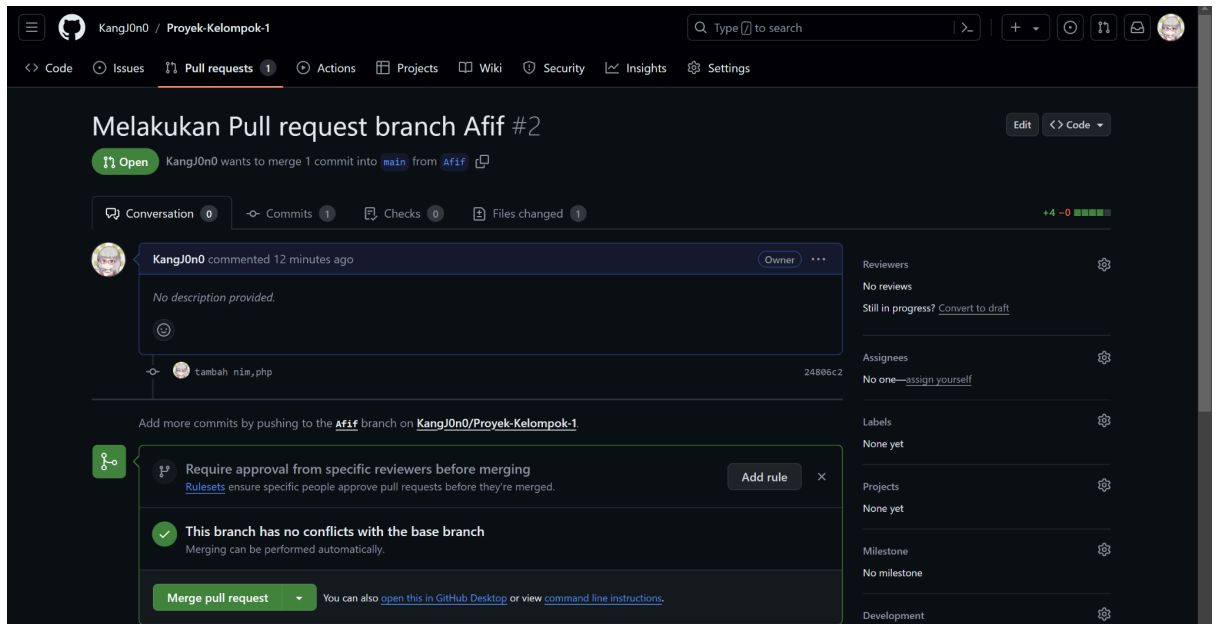 KangJ0n0 / Proyek-Kelompok-1
Type / to search
Code Issues Pull requests 1 Actions Projects Wiki Security Insights Settings
Melakukan Pull request branch Afif #2
Edit Code
Open KangJ0n0 wants to merge 1 commit into main from Afif
Conversation 0 Commits 1 Checks 0 Files changed 1 +4 −0
KangJ0n0 commented 12 minutes ago Owner
No description provided.
tambah nim,php 24806c2
Add more commits by pushing to the Afif branch on KangJ0n0/Proyek-Kelompok-1.
Require approval from specific reviewers before merging
Rulesets ensure specific people approve pull requests before they're merged.
Add rule
This branch has no conflicts with the base branch
Merging can be performed automatically.
Merge pull request You can also open this in GitHub Desktop or view command line instructions.
Reviewers
No reviews
Still in progress? Convert to draft
Assignees
No one—assign yourself
Labels
None yet
Projects
None yet
Milestone
No milestone
Development